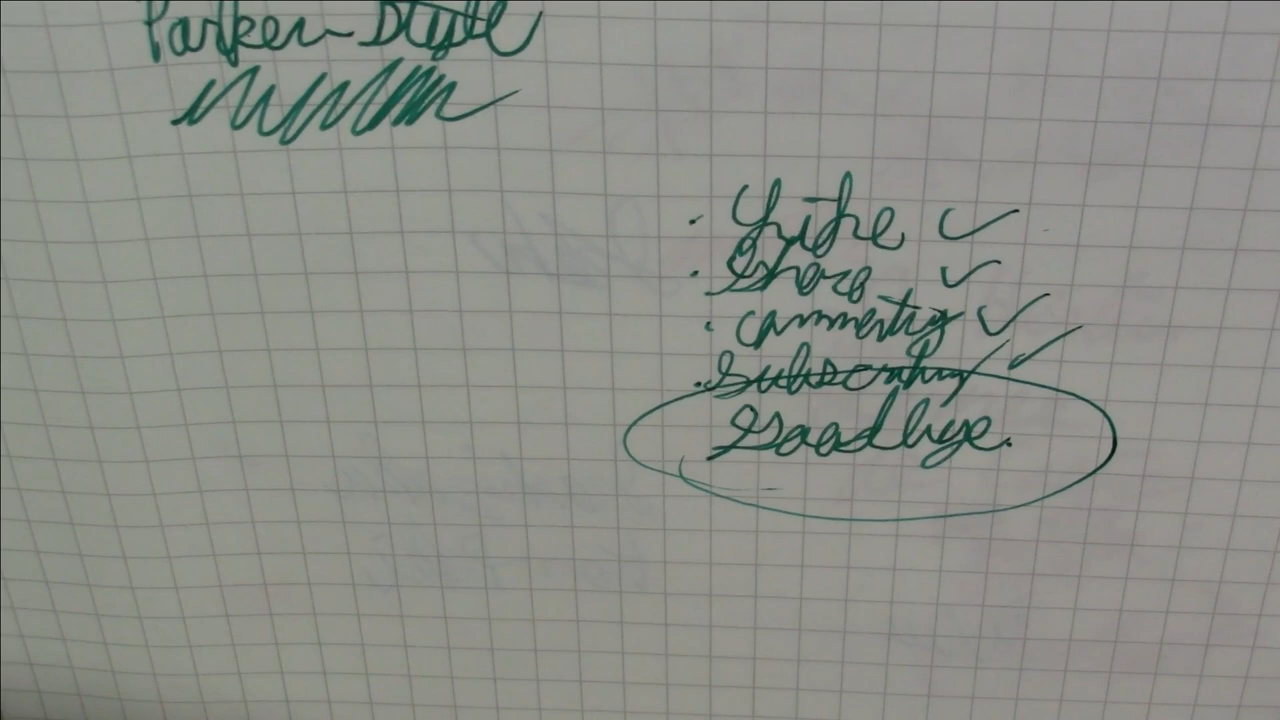 Parker-Style
· Like ✓
· Share ✓
· commenting ✓
· Subscribing ✓
Goodbye.